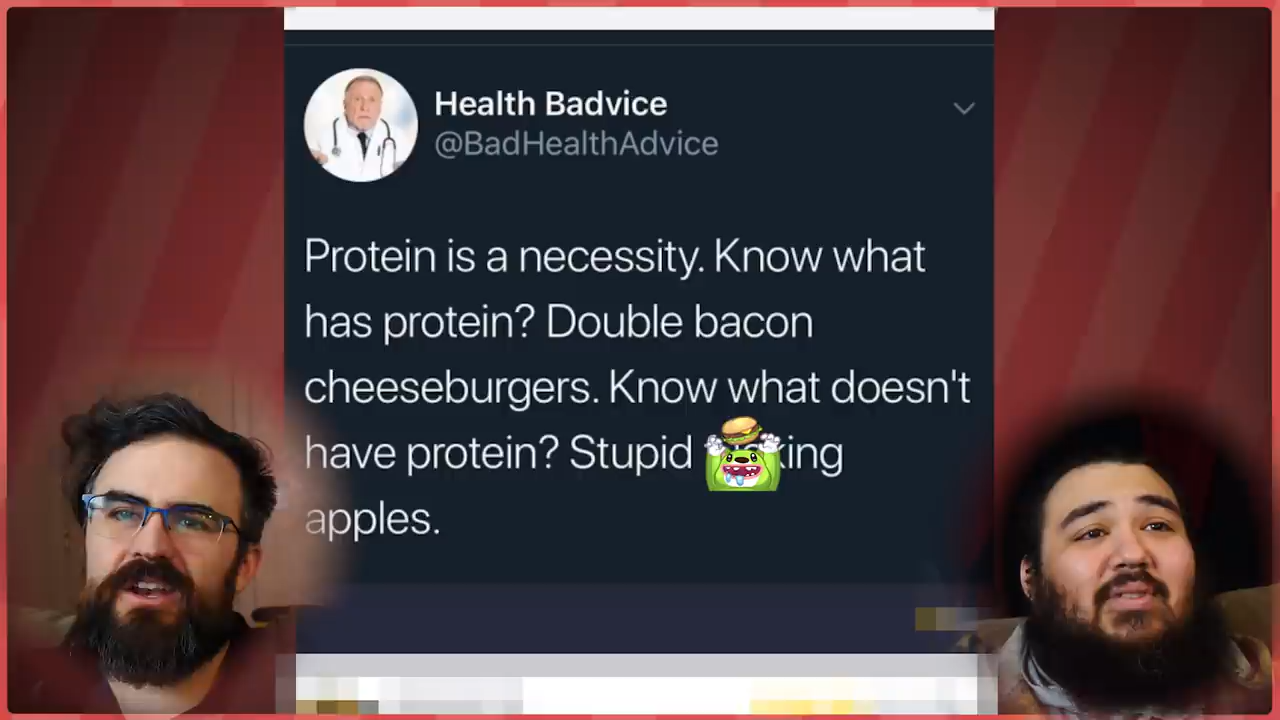 Health Badvice
@BadHealthAdvice
Protein is a necessity. Know what
has protein? Double bacon
cheeseburgers. Know what doesn't
have protein? Stupid king
apples.